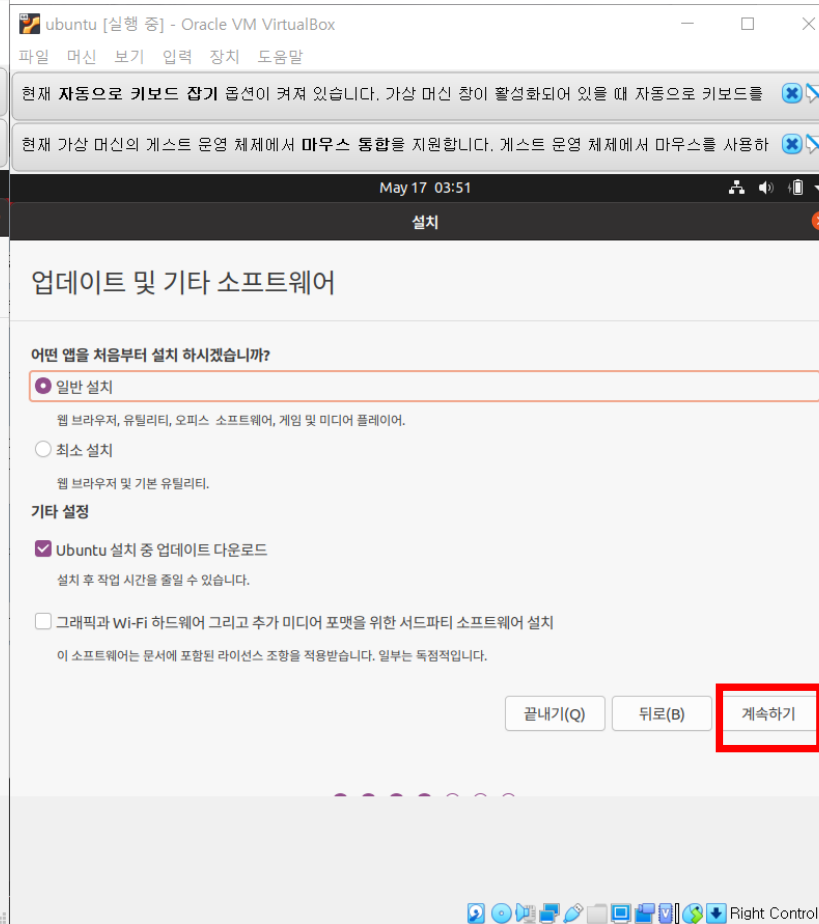 ubuntu [실행 중] - Oracle VM VirtualBox
파일 머신 보기 입력 장치 도움말
현재 자동으로 키보드 잡기 옵션이 켜져 있습니다. 가상 머신 창이 활성화되어 있을 때 자동으로 키보드를
현재 가상 머신의 게스트 운영 체제에서 마우스 통합을 지원합니다. 게스트 운영 체제에서 마우스를 사용하
May 17 03:51
설치
업데이트 및 기타 소프트웨어
어떤 앱을 처음부터 설치 하시겠습니까?
일반 설치
웹 브라우저, 유틸리티, 오피스 소프트웨어, 게임 및 미디어 플레이어.
최소 설치
웹 브라우저 및 기본 유틸리티.
기타 설정
Ubuntu 설치 중 업데이트 다운로드
설치 후 작업 시간을 줄일 수 있습니다.
그래픽과 Wi-Fi 하드웨어 그리고 추가 미디어 포맷을 위한 서드파티 소프트웨어 설치
이 소프트웨어는 문서에 포함된 라이선스 조항을 적용받습니다. 일부는 독점적입니다.
끝내기(Q) 뒤로(B) 계속하기
Right Control